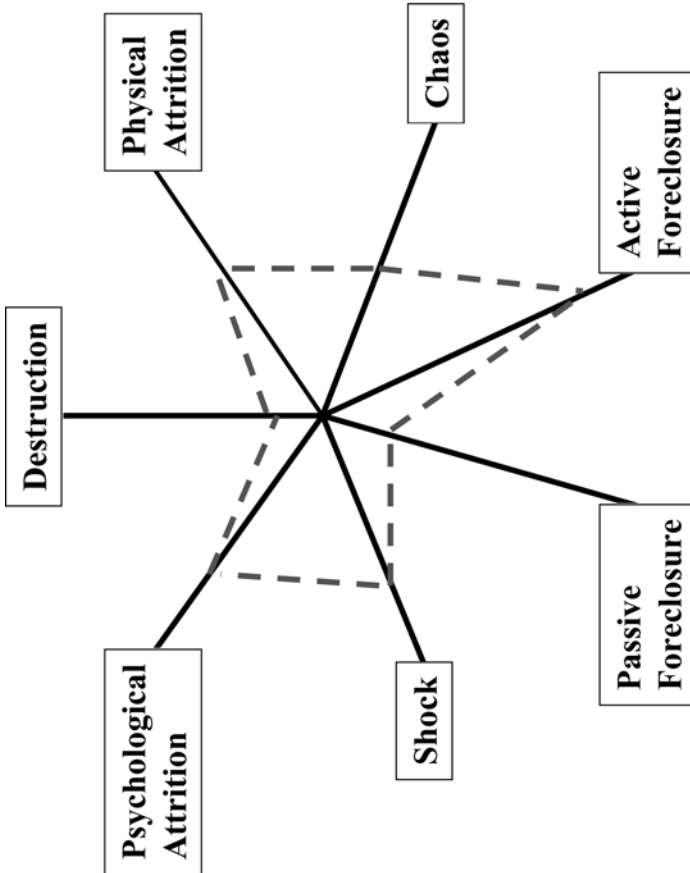 Destruction
Psychological
Attrition
Physical
Attrition
Shock
Chaos
Passive
Foreclosure
Active
Foreclosure